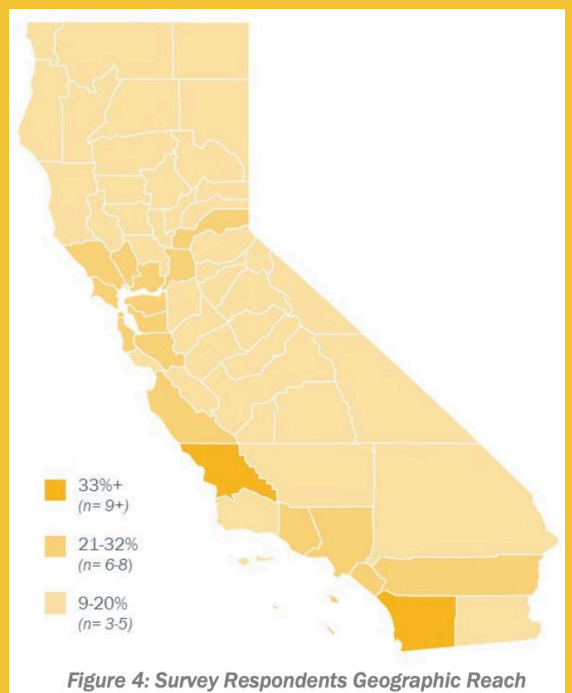 33%+
(n= 9+)
21-32%
(n= 6-8)
9-20%
(n= 3-5)
Figure 4: Survey Respondents Geographic Reach